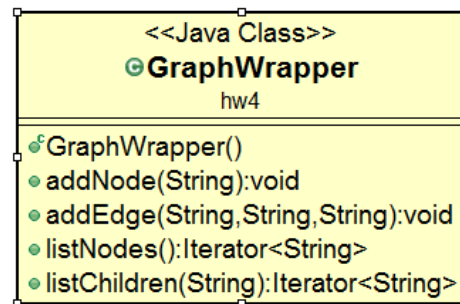 <<Java Class>>
GraphWrapper
hw4
GraphWrapper()
addNode(String):void
addEdge(String,String,String):void
listNodes():Iterator<String>
listChildren(String):Iterator<String>